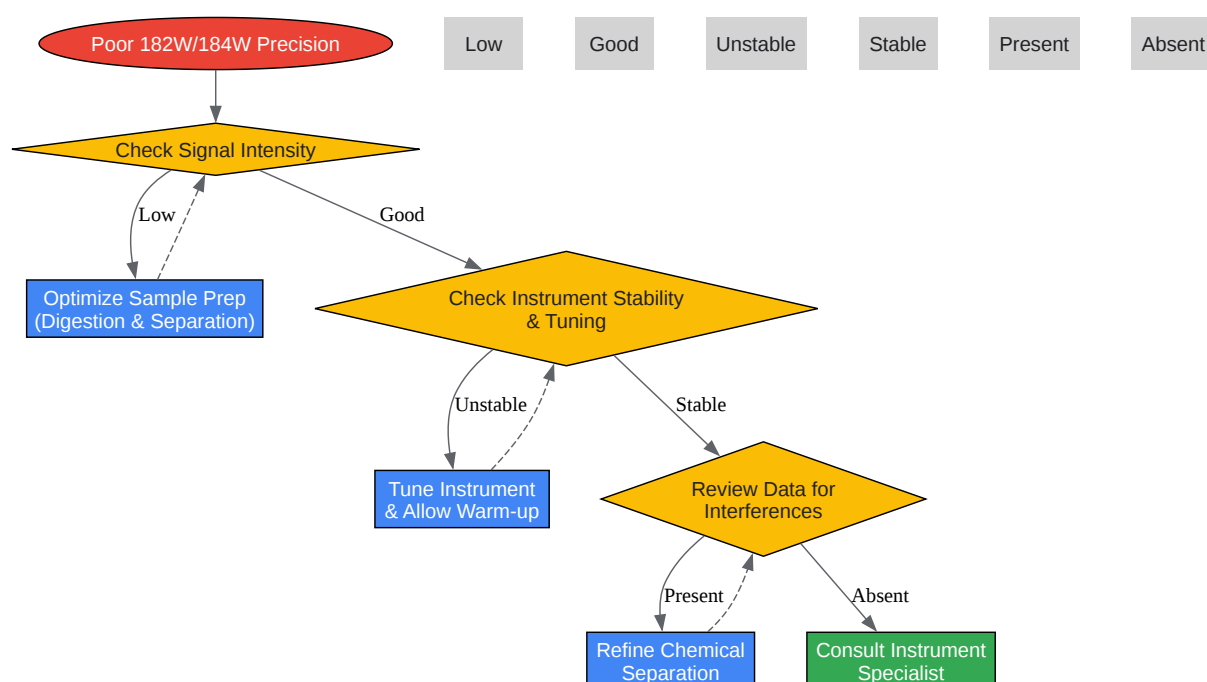 Poor 182W/184W Precision
Low
Good
Unstable
Stable
Present
Absent
Check Signal Intensity
Low
Good
Optimize Sample Prep
(Digestion & Separation)
Check Instrument Stability
& Tuning
Unstable
Stable
Tune Instrument
& Allow Warm-up
Review Data for
Interferences
Present
Absent
Refine Chemical
Separation
Consult Instrument
Specialist